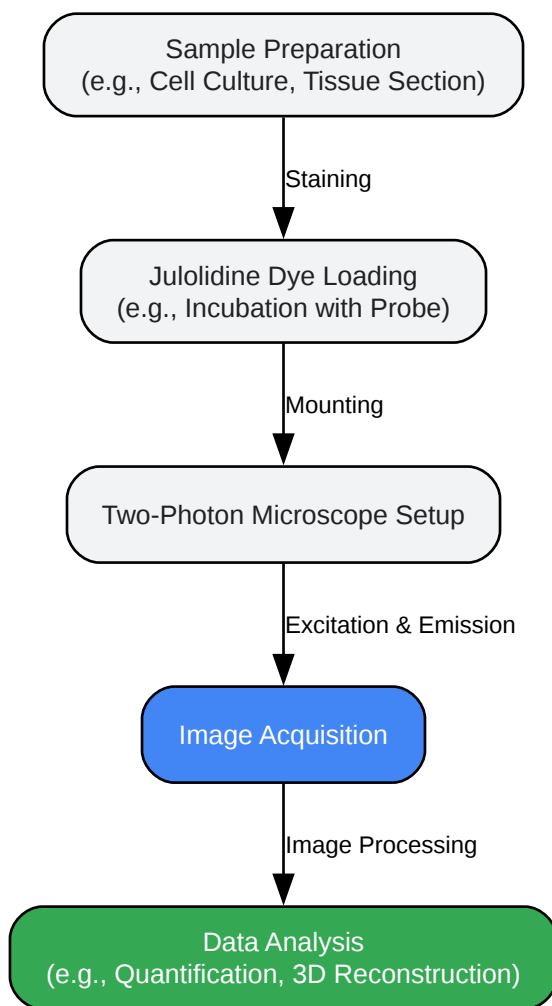 Sample Preparation
(e.g., Cell Culture, Tissue Section)
Staining
Julolidine Dye Loading
(e.g., Incubation with Probe)
Mounting
Two-Photon Microscope Setup
Excitation & Emission
Image Acquisition
Image Processing
Data Analysis
(e.g., Quantification, 3D Reconstruction)